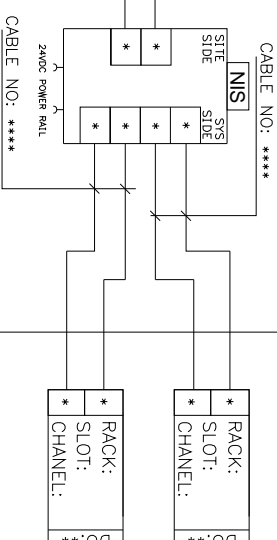 CABLE NO: ****
NIS
SITE SIDE
SYS SIDE
* *
* * * *
24VDC POWER RAIL
CABLE NO: ****
* *
RACK:
SLOT:
CHANEL:
* *
RACK:
SLOT:
CHANEL: